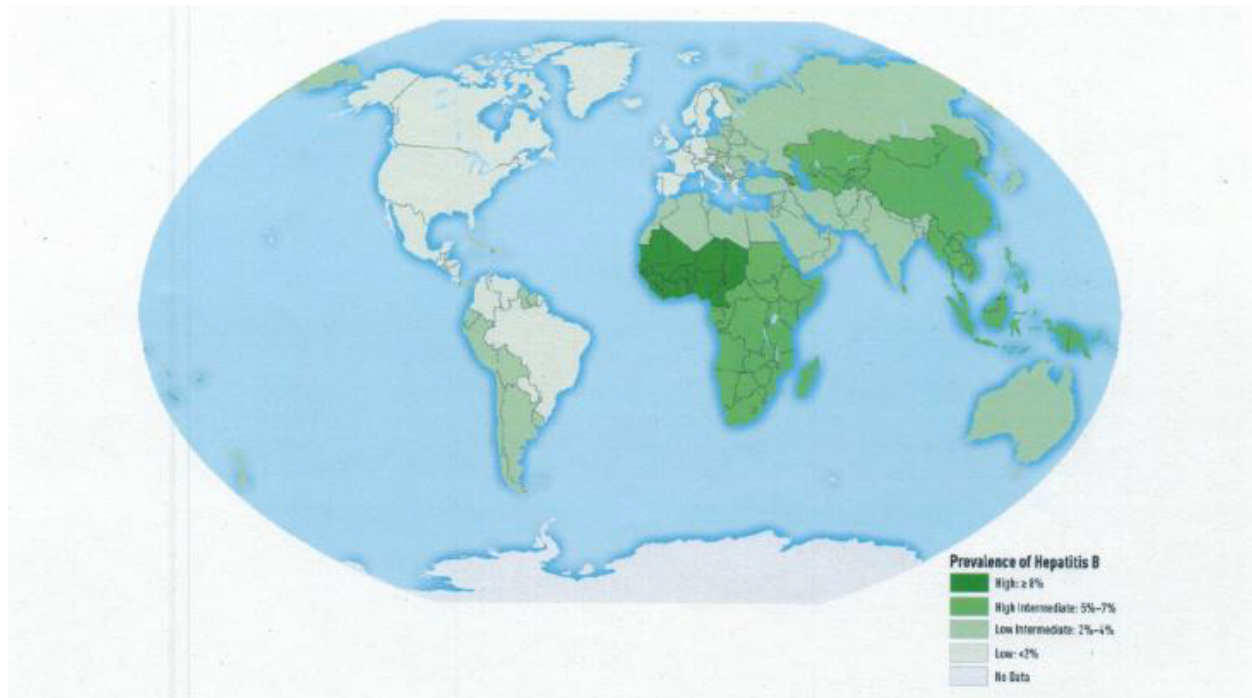 Prevalence of Hepatitis B
High: ≥ 8%
High Intermediate: 5%–7%
Low Intermediate: 2%–4%
Low: <2%
No Data